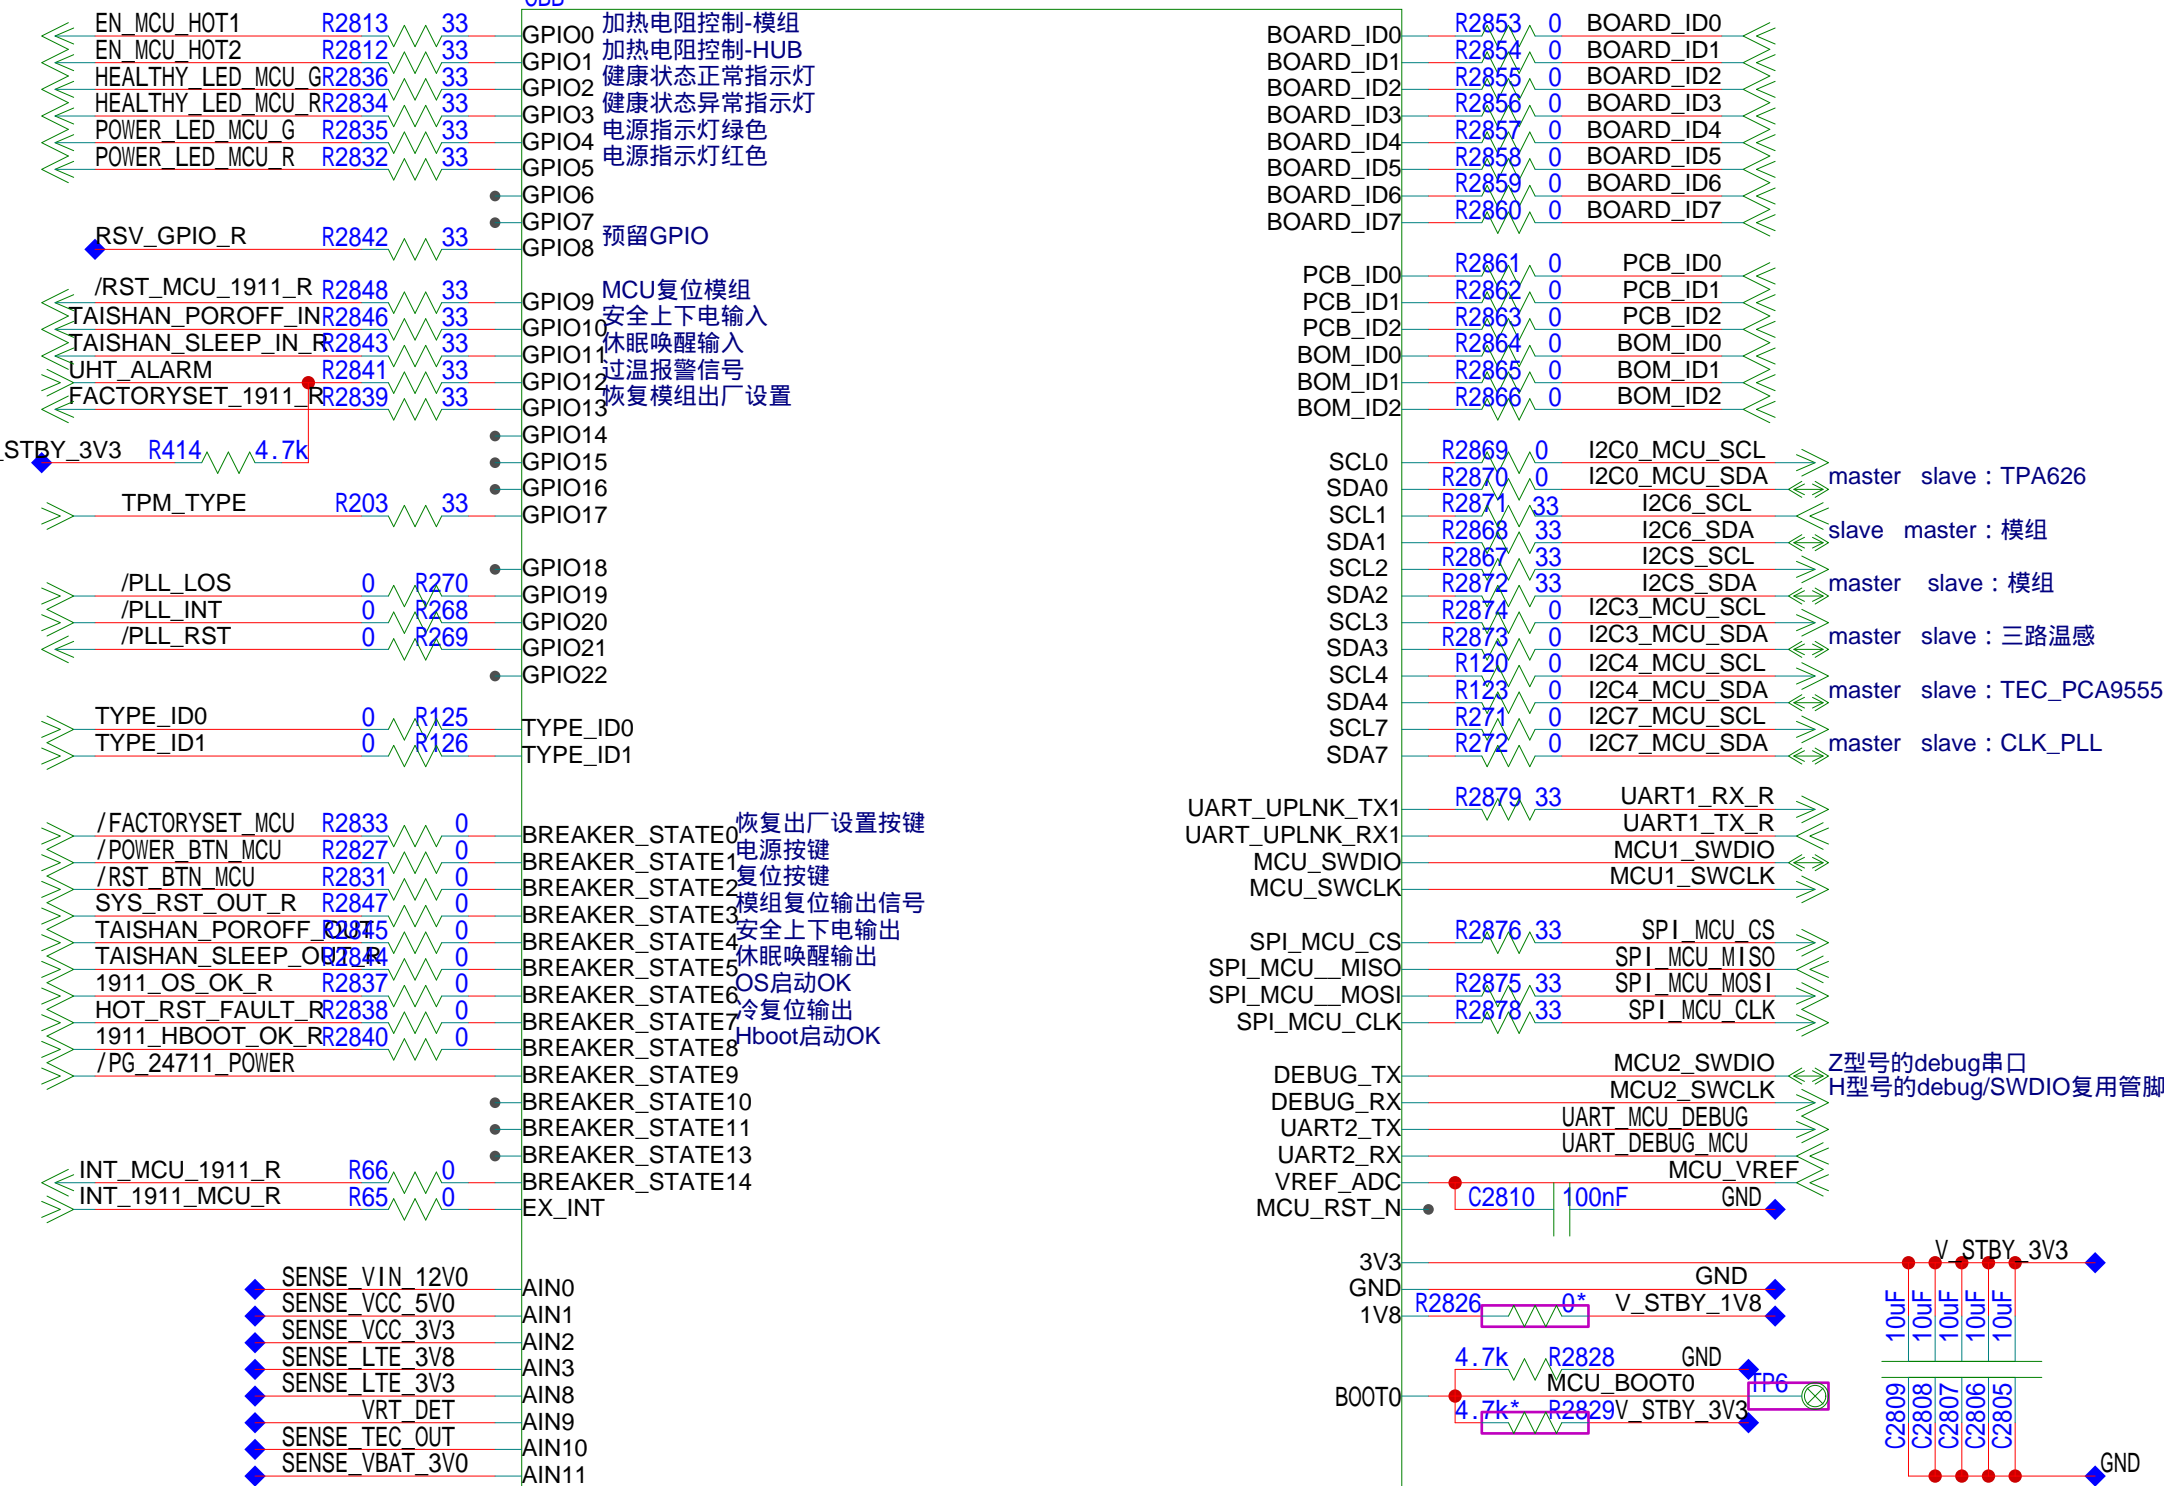 EN_MCU_HOT1 R2813 33 GPIO0 加热电阻控制-模组
EN_MCU_HOT2 R2812 33 GPIO1 加热电阻控制-HUB
HEALTHY_LED_MCU_G R2836 33 GPIO2 健康状态正常指示灯
HEALTHY_LED_MCU_R R2834 33 GPIO3 健康状态异常指示灯
POWER_LED_MCU_G R2835 33 GPIO4 电源指示灯绿色
POWER_LED_MCU_R R2832 33 GPIO5 电源指示灯红色
GPIO6
GPIO7
RSV_GPIO_R R2842 33 GPIO8 预留GPIO
/RST_MCU_1911_R R2848 33 GPIO9 MCU复位模组
TAISHAN_POROFF_IN R2846 33 GPIO10 安全上下电输入
TAISHAN_SLEEP_IN_R R2843 33 GPIO11 休眠唤醒输入
UHT_ALARM R2841 33 GPIO12 过温报警信号
FACTORYSET_1911_R R2839 33 GPIO13 恢复模组出厂设置
GPIO14
_STBY_3V3 R414 4.7k GPIO15
GPIO16
TPM_TYPE R203 33 GPIO17
GPIO18
/PLL_LOS 0 R270 GPIO19
/PLL_INT 0 R268 GPIO20
/PLL_RST 0 R269 GPIO21
GPIO22
TYPE_ID0 0 R125 TYPE_ID0
TYPE_ID1 0 R126 TYPE_ID1
/FACTORYSET_MCU R2833 0 BREAKER_STATE0 恢复出厂设置按键
/POWER_BTN_MCU R2827 0 BREAKER_STATE1 电源按键
/RST_BTN_MCU R2831 0 BREAKER_STATE2 复位按键
SYS_RST_OUT_R R2847 0 BREAKER_STATE3 模组复位输出信号
TAISHAN_POROFF_OUT R2845 0 BREAKER_STATE4 安全上下电输出
TAISHAN_SLEEP_OUT_R R2844 0 BREAKER_STATE5 休眠唤醒输出
1911_OS_OK_R R2837 0 BREAKER_STATE6 OS启动OK
HOT_RST_FAULT_R R2838 0 BREAKER_STATE7 冷复位输出
1911_HBOOT_OK_R R2840 0 BREAKER_STATE8 Hboot启动OK
/PG_24711_POWER BREAKER_STATE9
BREAKER_STATE10
BREAKER_STATE11
BREAKER_STATE13
INT_MCU_1911_R R66 0 BREAKER_STATE14
INT_1911_MCU_R R65 0 EX_INT
SENSE_VIN_12V0 AIN0
SENSE_VCC_5V0 AIN1
SENSE_VCC_3V3 AIN2
SENSE_LTE_3V8 AIN3
SENSE_LTE_3V3 AIN8
VRT_DET AIN9
SENSE_TEC_OUT AIN10
SENSE_VBAT_3V0 AIN11
BOARD_ID0 R2853 0 BOARD_ID0
BOARD_ID1 R2854 0 BOARD_ID1
BOARD_ID2 R2855 0 BOARD_ID2
BOARD_ID3 R2856 0 BOARD_ID3
BOARD_ID4 R2857 0 BOARD_ID4
BOARD_ID5 R2858 0 BOARD_ID5
BOARD_ID6 R2859 0 BOARD_ID6
BOARD_ID7 R2860 0 BOARD_ID7
PCB_ID0 R2861 0 PCB_ID0
PCB_ID1 R2862 0 PCB_ID1
PCB_ID2 R2863 0 PCB_ID2
BOM_ID0 R2864 0 BOM_ID0
BOM_ID1 R2865 0 BOM_ID1
BOM_ID2 R2866 0 BOM_ID2
SCL0 R2869 0 I2C0_MCU_SCL
SDA0 R2870 0 I2C0_MCU_SDA master slave : TPA626
SCL1 R2871 33 I2C6_SCL
SDA1 R2868 33 I2C6_SDA slave master : 模组
SCL2 R2867 33 I2CS_SCL
SDA2 R2872 33 I2CS_SDA master slave : 模组
SCL3 R2874 0 I2C3_MCU_SCL
SDA3 R2873 0 I2C3_MCU_SDA master slave : 三路温感
SCL4 R120 0 I2C4_MCU_SCL
SDA4 R123 0 I2C4_MCU_SDA master slave : TEC_PCA9555
SCL7 R271 0 I2C7_MCU_SCL
SDA7 R272 0 I2C7_MCU_SDA master slave : CLK_PLL
UART_UPLNK_TX1 R2879 33 UART1_RX_R
UART_UPLNK_RX1 UART1_TX_R
MCU_SWDIO MCU1_SWDIO
MCU_SWCLK MCU1_SWCLK
SPI_MCU_CS R2876 33 SPI_MCU_CS
SPI_MCU__MISO SPI_MCU_MISO
SPI_MCU__MOSI R2875 33 SPI_MCU_MOSI
SPI_MCU_CLK R2878 33 SPI_MCU_CLK
DEBUG_TX MCU2_SWDIO Z型号的debug串口
DEBUG_RX MCU2_SWCLK H型号的debug/SWDIO复用管脚
UART2_TX UART_MCU_DEBUG
UART2_RX UART_DEBUG_MCU
VREF_ADC MCU_VREF
MCU_RST_N C2810 100nF GND
3V3 V_STBY_3V3
GND GND
1V8 R2826 0* V_STBY_1V8
4.7k R2828 GND
BOOT0 MCU_BOOT0 TP6
4.7k* R2829 V_STBY_3V3
10uF 10uF 10uF 10uF 10uF
C2809 C2808 C2807 C2806 C2805
GND